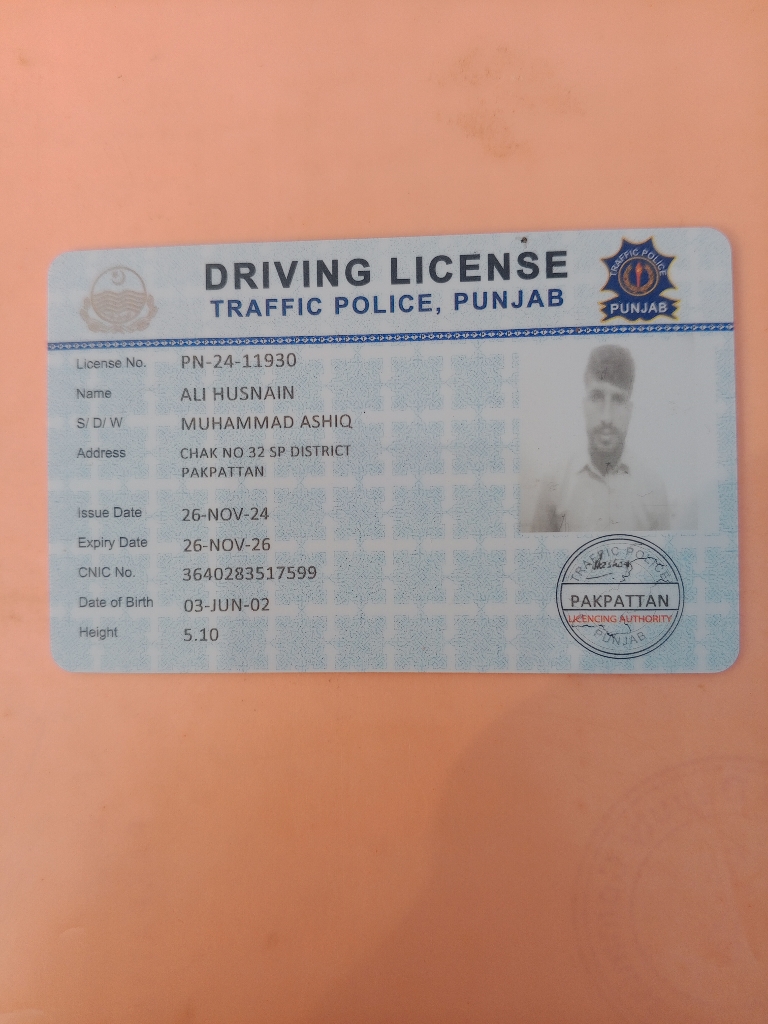 DRIVING LICENSE
TRAFFIC POLICE, PUNJAB
TRAFFIC POLICE
PUNJAB
License No. PN-24-11930
Name ALI HUSNAIN
S/ D/ W MUHAMMAD ASHIQ
Address CHAK NO 32 SP DISTRICT
PAKPATTAN
Issue Date 26-NOV-24
Expiry Date 26-NOV-26
CNIC No. 3640283517599
Date of Birth 03-JUN-02
Height 5.10
TRAFFIC POLICE
PAKPATTAN
LICENCING AUTHORITY
PUNJAB